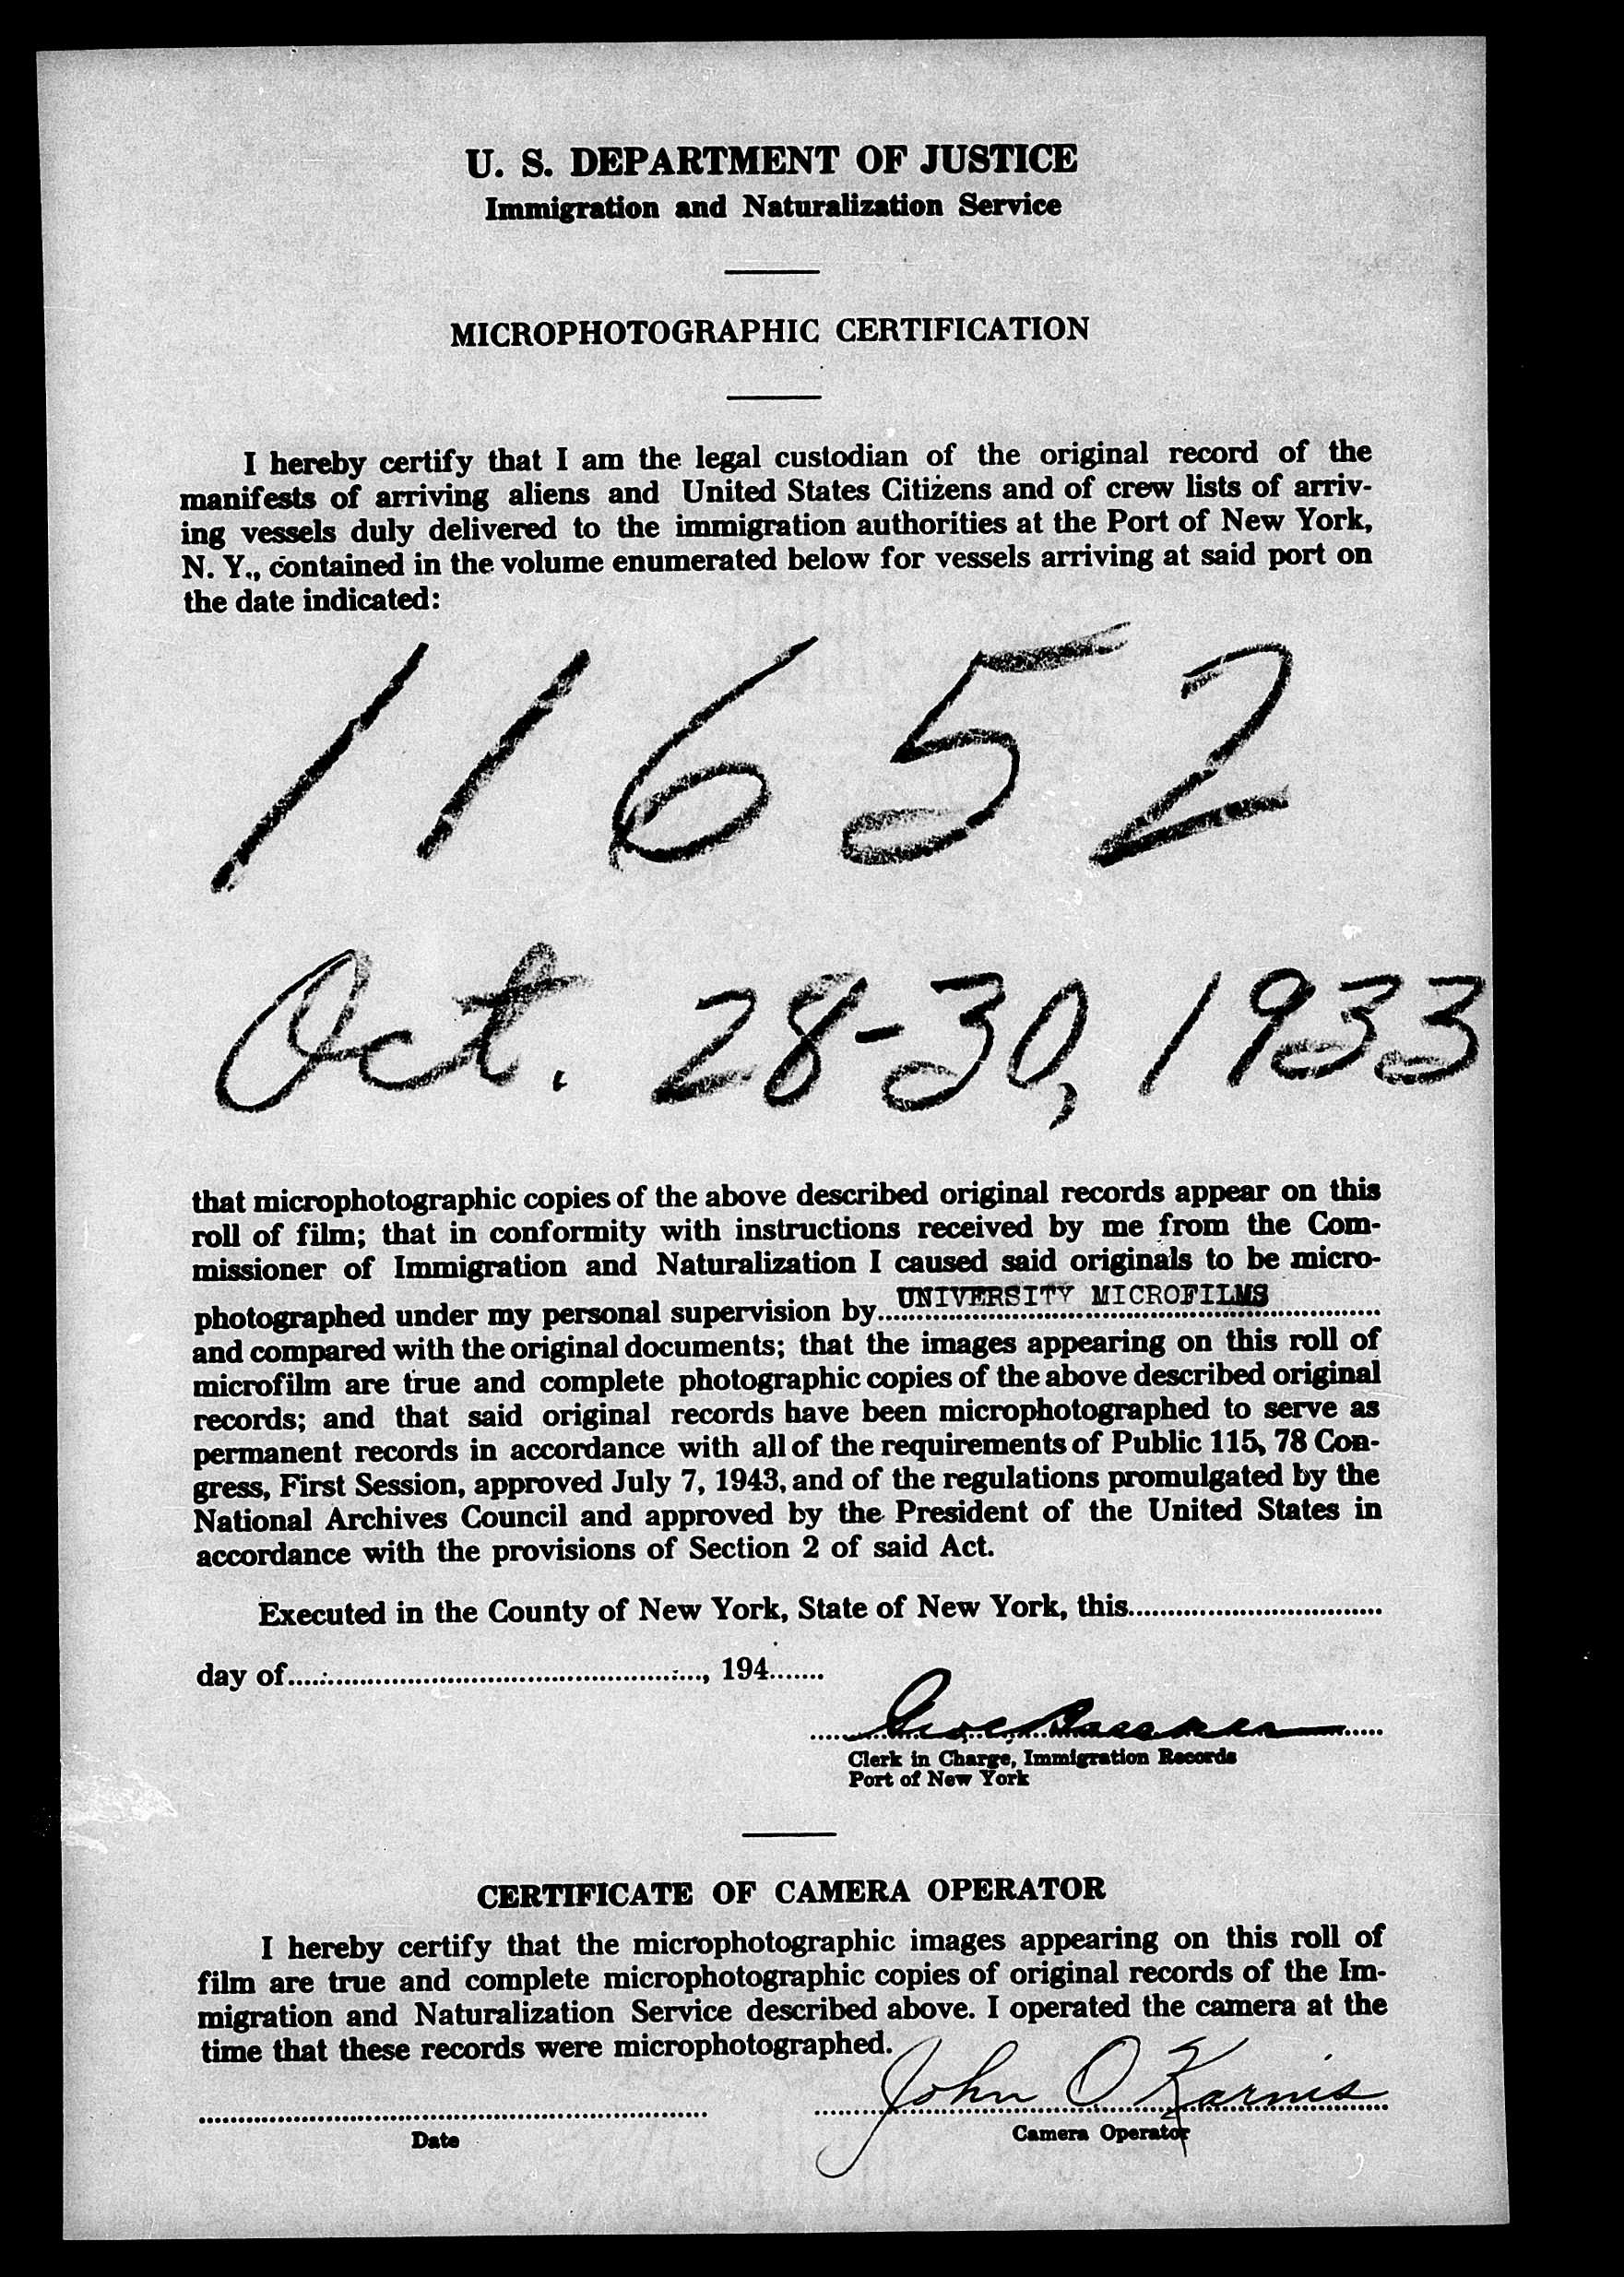 U. S. DEPARTMENT OF JUSTICE
Immigration and Naturalization Service
MICROPHOTOGRAPHIC CERTIFICATION
I hereby certify that I am the legal custodian of the original record of the
manifests of arriving aliens and United States Citizens and of crew lists of arriv-
ing vessels duly delivered to the immigration authorities at the Port of New York,
N. Y., contained in the volume enumerated below for vessels arriving at said port on
the date indicated:
11652
Oct. 28-30, 1933
that microphotographic copies of the above described original records appear on this
roll of film; that in conformity with instructions received by me from the Com-
missioner of Immigration and Naturalization I caused said originals to be micro-
photographed under my personal supervision by UNIVERSITY MICROFILMS
and compared with the original documents; that the images appearing on this roll of
microfilm are true and complete photographic copies of the above described original
records; and that said original records have been microphotographed to serve as
permanent records in accordance with all of the requirements of Public 115, 78 Con-
gress, First Session, approved July 7, 1943, and of the regulations promulgated by the
National Archives Council and approved by the President of the United States in
accordance with the provisions of Section 2 of said Act.
Executed in the County of New York, State of New York, this
day of , 194
Clerk in Charge, Immigration Records
Port of New York
CERTIFICATE OF CAMERA OPERATOR
I hereby certify that the microphotographic images appearing on this roll of
film are true and complete microphotographic copies of original records of the Im-
migration and Naturalization Service described above. I operated the camera at the
time that these records were microphotographed.
John O Karnis
Date Camera Operator